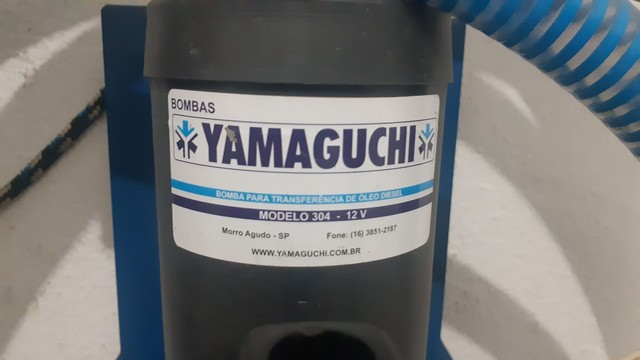 BOMBAS
YAMAGUCHI
BOMBA PARA TRANSFERÊNCIA DE ÓLEO DIESEL
MODELO 304 - 12 V
Morro Agudo - SP Fone: (16) 3851-2187
WWW.YAMAGUCHI.COM.BR